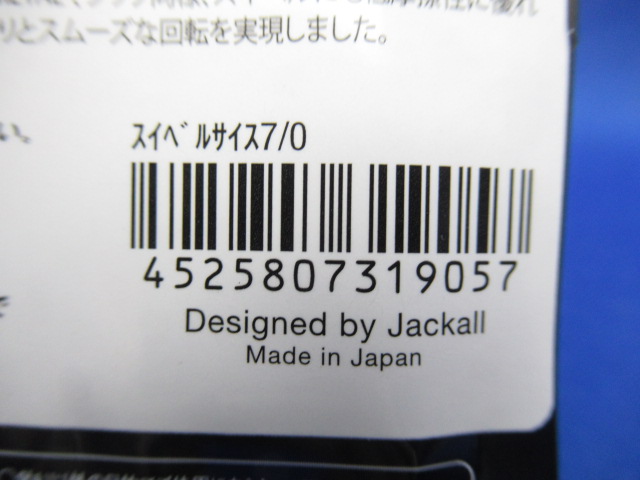 りとスムーズな回転を実現しました。
い。
スイベルサイズ7/0
4525807319057
Designed by Jackall
Made in Japan